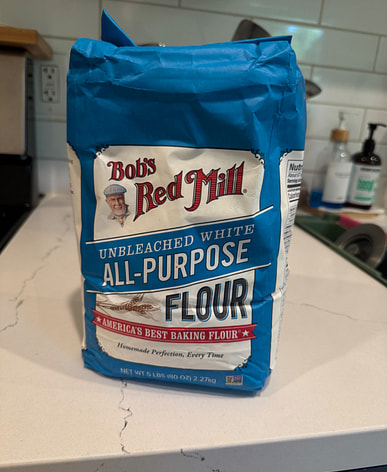 Bob's
Red Mill
UNBLEACHED WHITE
ALL-PURPOSE
FLOUR
AMERICA'S BEST BAKING FLOUR
Homemade Perfection, Every Time
NET WT 5 LBS (80 OZ) 2.27kg
Nutri